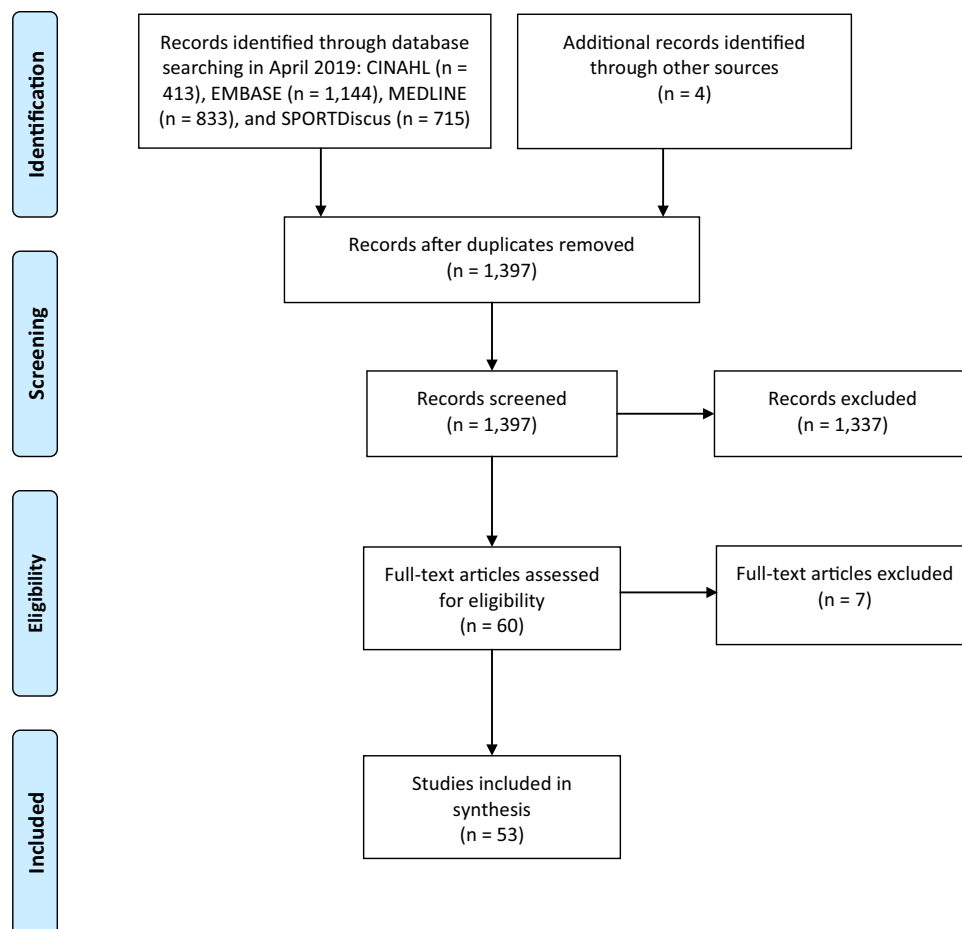 Identification
Records identified through database
searching in April 2019: CINAHL (n =
413), EMBASE (n = 1,144), MEDLINE
(n = 833), and SPORTDiscus (n = 715)
Additional records identified
through other sources
(n = 4)
Records after duplicates removed
(n = 1,397)
Screening
Records screened
(n = 1,397)
Records excluded
(n = 1,337)
Eligibility
Full-text articles assessed
for eligibility
(n = 60)
Full-text articles excluded
(n = 7)
Included
Studies included in
synthesis
(n = 53)